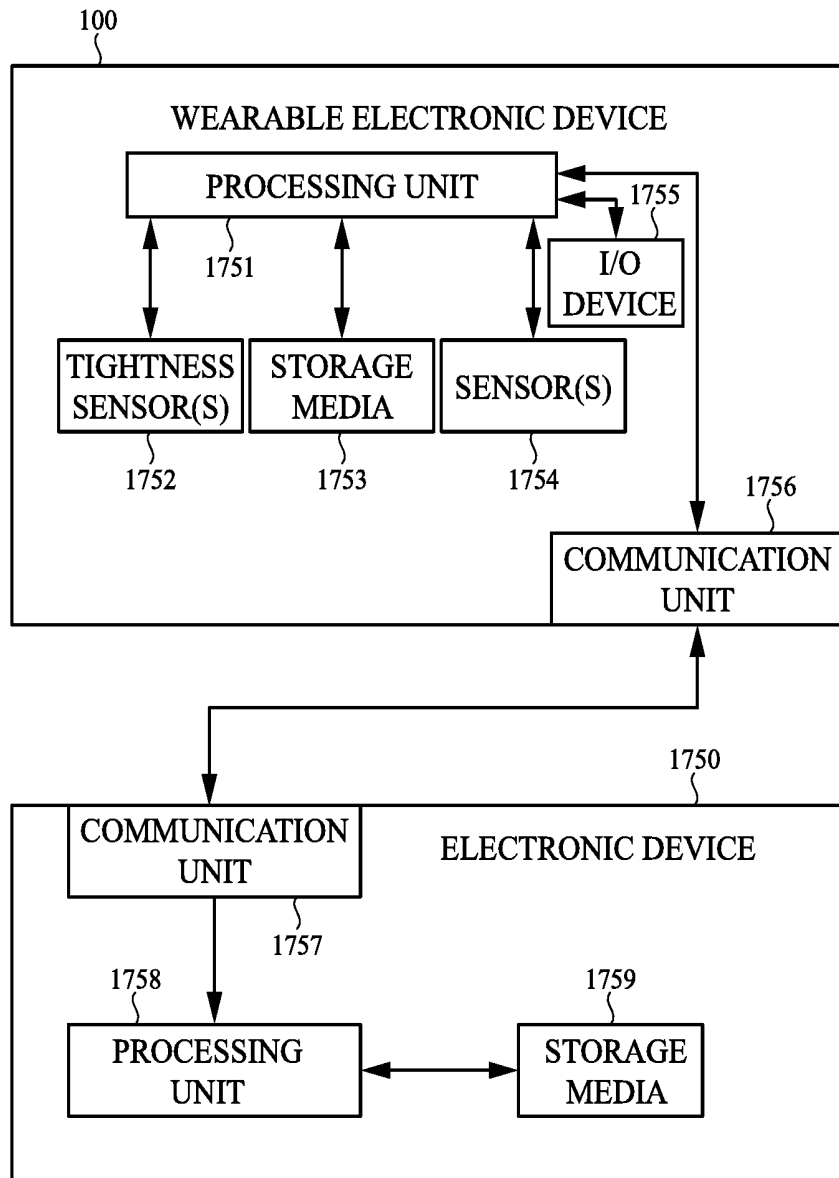 100
WEARABLE ELECTRONIC DEVICE
PROCESSING UNIT
1751
1755
I/O
DEVICE
TIGHTNESS
SENSOR(S)
1752
STORAGE
MEDIA
1753
SENSOR(S)
1754
1756
COMMUNICATION
UNIT
1750
COMMUNICATION
UNIT
1757
ELECTRONIC DEVICE
1758
PROCESSING
UNIT
1759
STORAGE
MEDIA